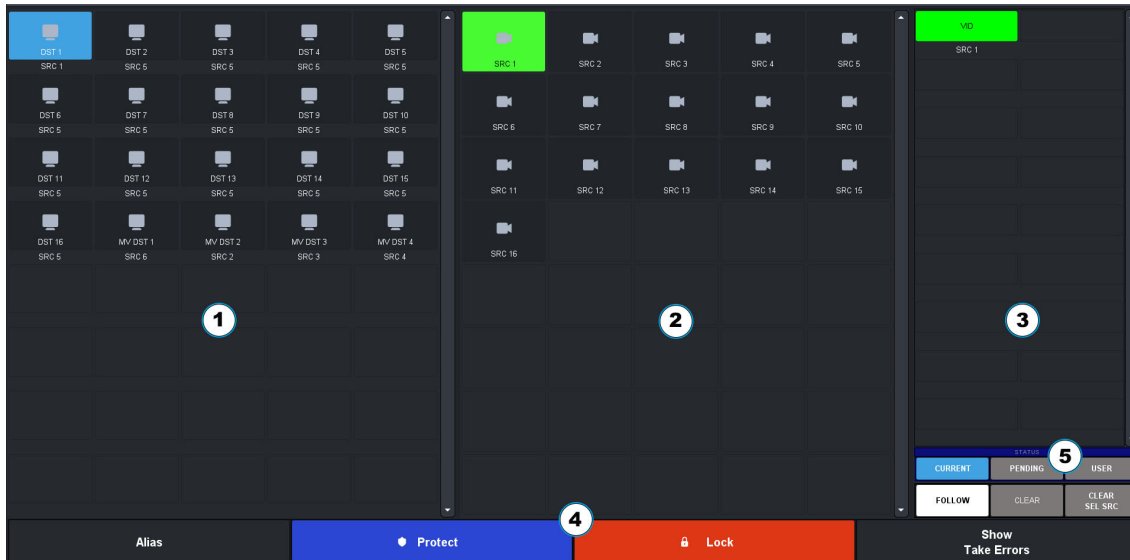 DST 1 DST 2 DST 3 DST 4 DST 5
SRC 1 SRC 5 SRC 5 SRC 5 SRC 5
DST 6 DST 7 DST 8 DST 9 DST 10
SRC 5 SRC 5 SRC 5 SRC 5 SRC 5
DST 11 DST 12 DST 13 DST 14 DST 15
SRC 5 SRC 5 SRC 5 SRC 5 SRC 5
DST 16 MV DST 1 MV DST 2 MV DST 3 MV DST 4
SRC 5 SRC 6 SRC 2 SRC 3 SRC 4
1
SRC 1 SRC 2 SRC 3 SRC 4 SRC 5
SRC 6 SRC 7 SRC 8 SRC 9 SRC 10
SRC 11 SRC 12 SRC 13 SRC 14 SRC 15
SRC 16
2
VID
SRC 1
3
STATUS
5
CURRENT PENDING USER
FOLLOW CLEAR CLEAR
SEL SRC
4
Alias Protect Lock Show
Take Errors